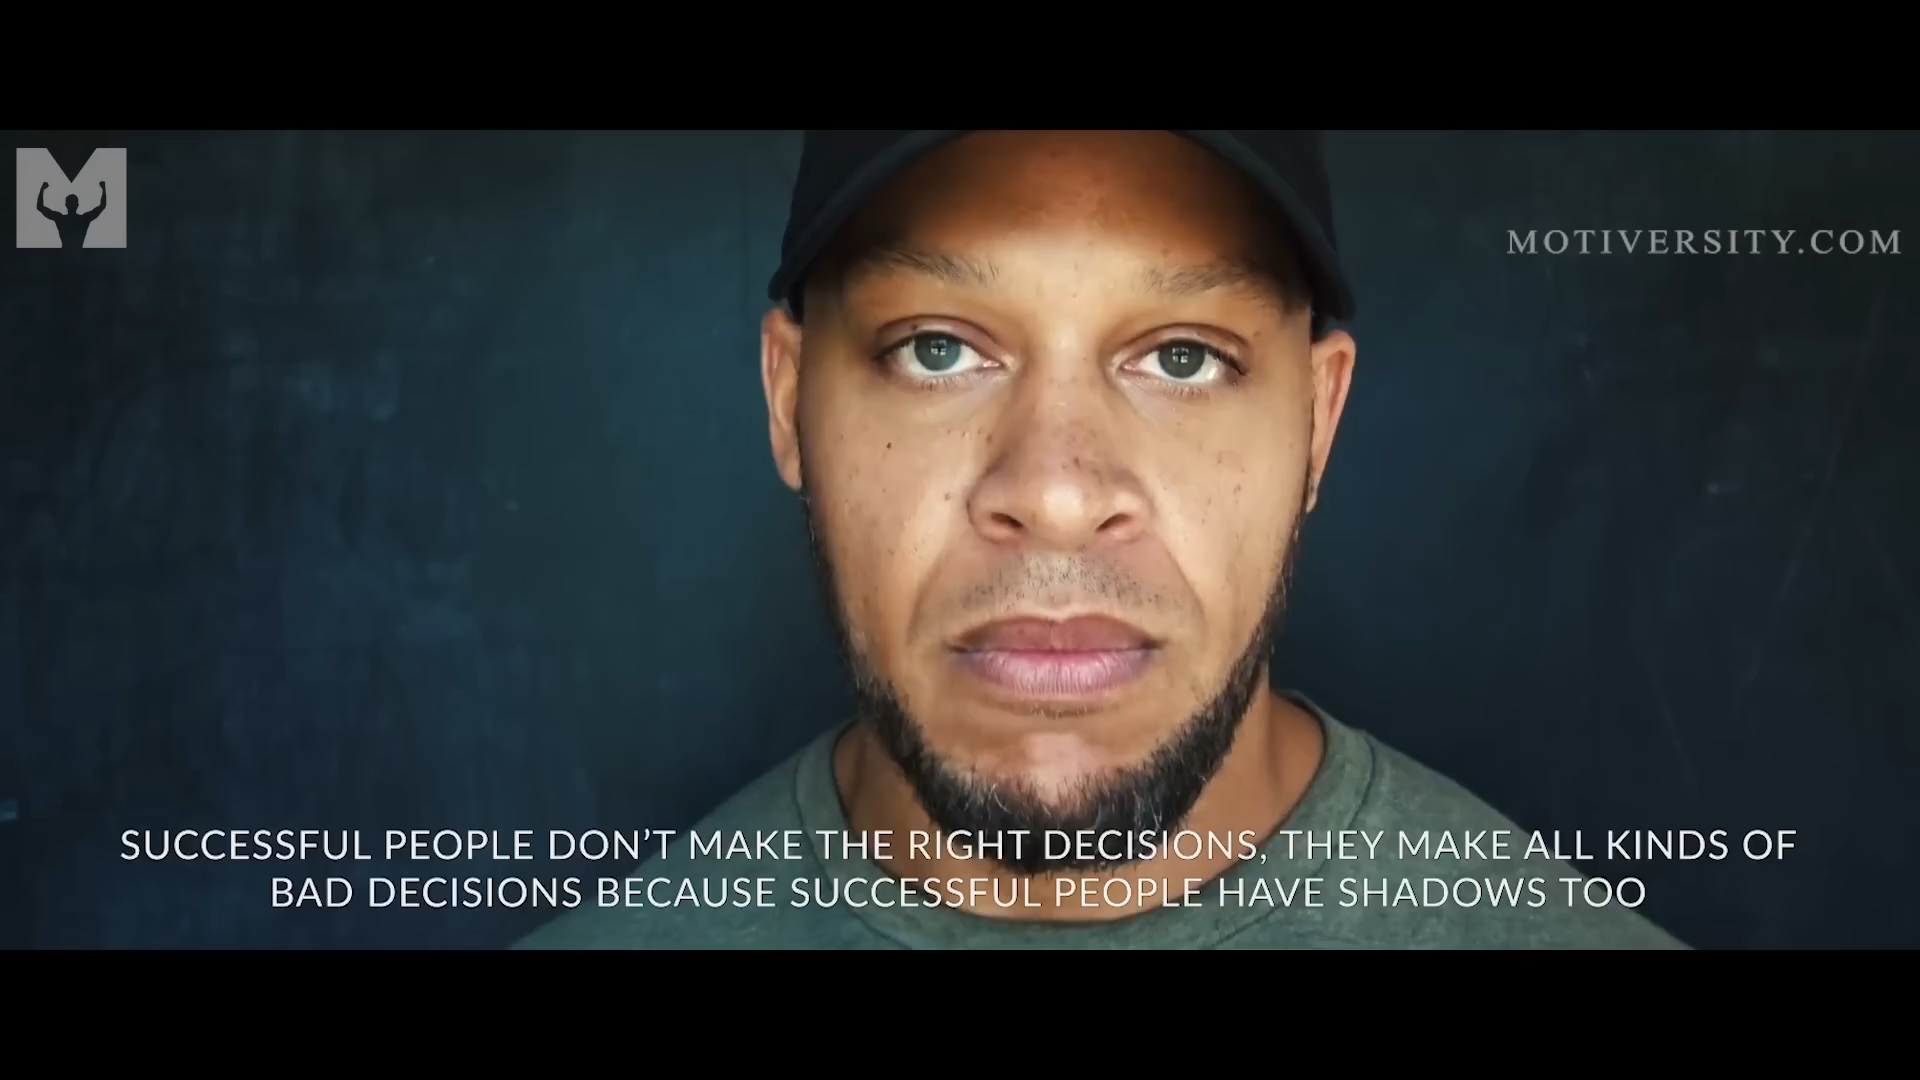 MOTIVERSITY.COM
SUCCESSFUL PEOPLE DON’T MAKE THE RIGHT DECISIONS, THEY MAKE ALL KINDS OF
BAD DECISIONS BECAUSE SUCCESSFUL PEOPLE HAVE SHADOWS TOO